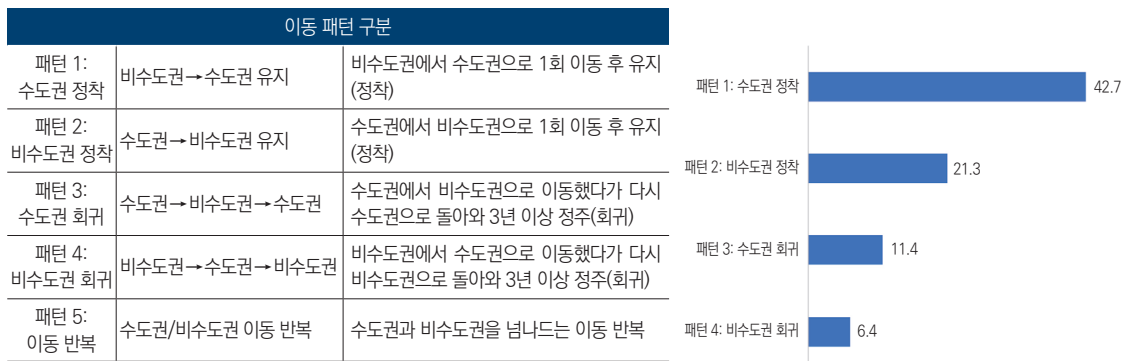 이동 패턴 구분
패턴 1:
수도권 정착
비수도권→수도권 유지
비수도권에서 수도권으로 1회 이동 후 유지
(정착)
패턴 2:
비수도권 정착
수도권→비수도권 유지
수도권에서 비수도권으로 1회 이동 후 유지
(정착)
패턴 3:
수도권 회귀
수도권→비수도권→수도권
수도권에서 비수도권으로 이동했다가 다시
수도권으로 돌아와 3년 이상 정주(회귀)
패턴 4:
비수도권 회귀
비수도권→수도권→비수도권
비수도권에서 수도권으로 이동했다가 다시
비수도권으로 돌아와 3년 이상 정주(회귀)
패턴 5:
이동 반복
수도권/비수도권 이동 반복
수도권과 비수도권을 넘나드는 이동 반복
패턴 1: 수도권 정착 42.7
패턴 2: 비수도권 정착 21.3
패턴 3: 수도권 회귀 11.4
패턴 4: 비수도권 회귀 6.4